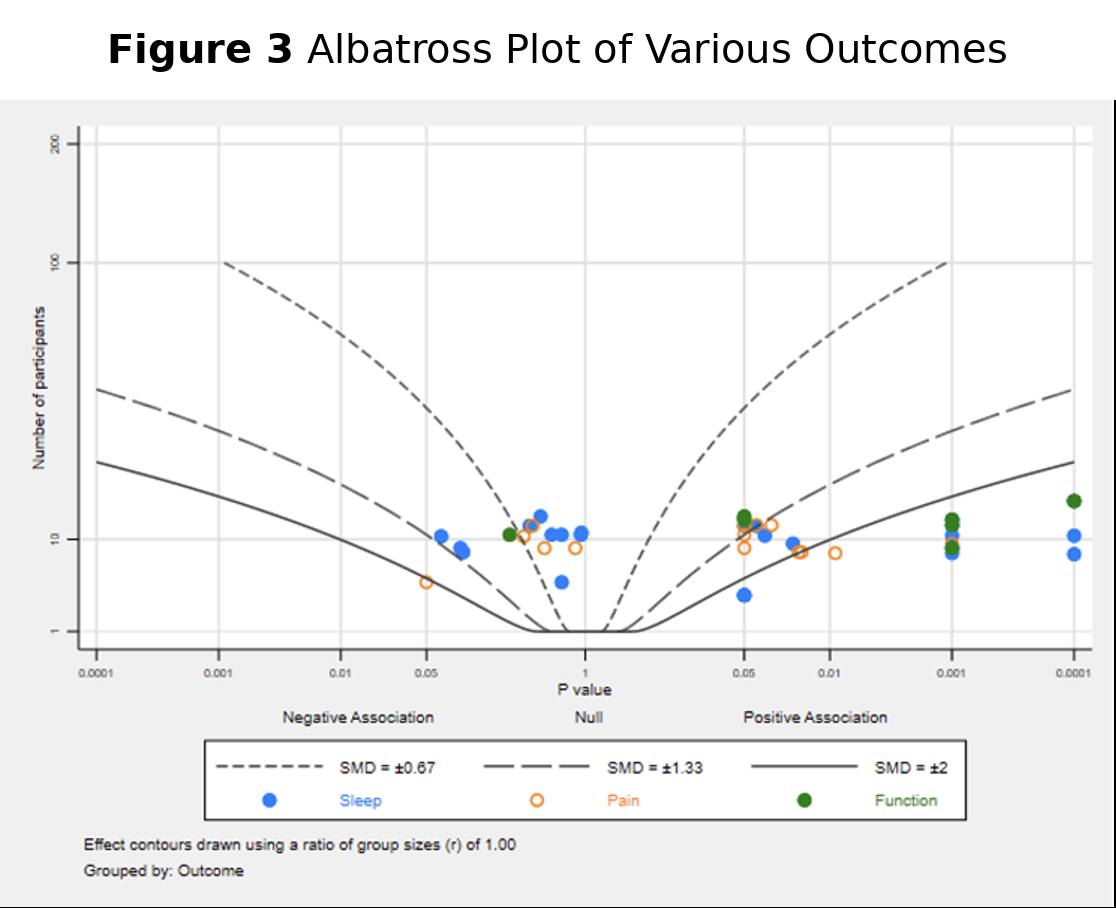 Figure 3 Albatross Plot of Various Outcomes
200
100
10
1
Number of participants
0.0001 0.001 0.01 0.05 1 0.05 0.01 0.001 0.0001
P value
Negative Association Null Positive Association
SMD = ±0.67 SMD = ±1.33 SMD = ±2
Sleep Pain Function
Effect contours drawn using a ratio of group sizes (r) of 1.00
Grouped by: Outcome